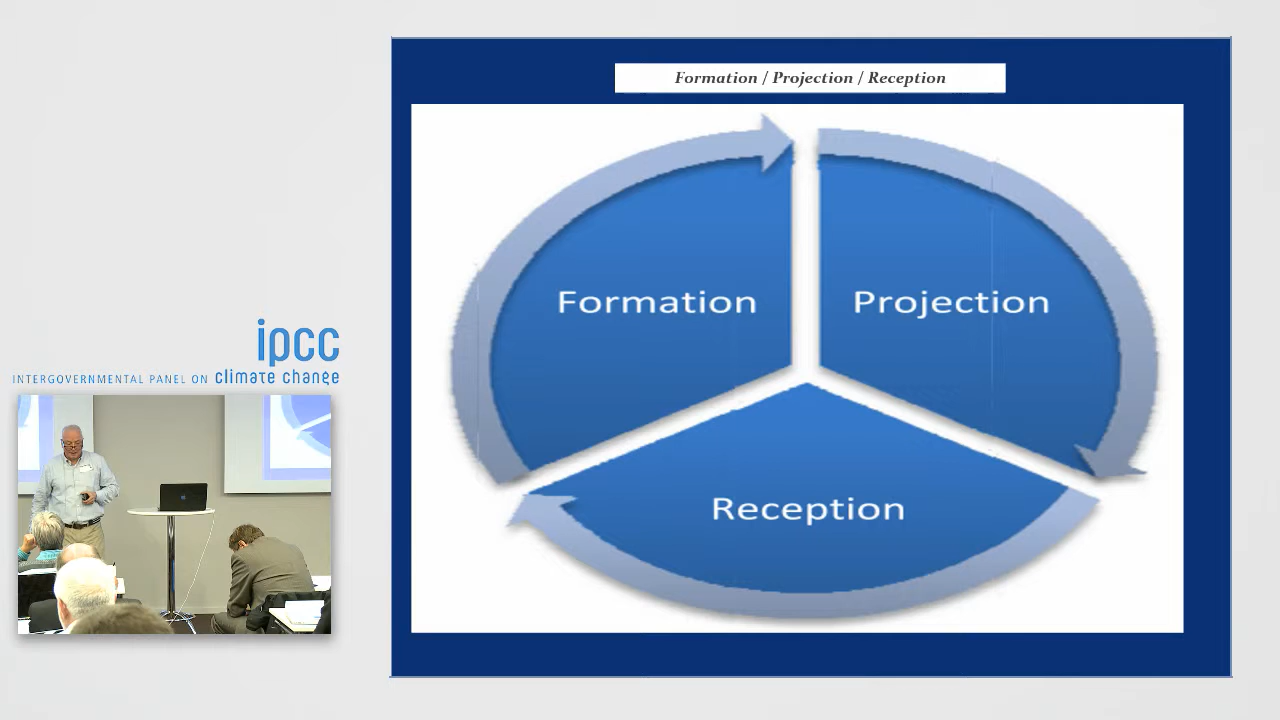 Formation / Projection / Reception
Formation
Projection
Reception
ipcc
INTERGOVERNMENTAL PANEL ON climate change